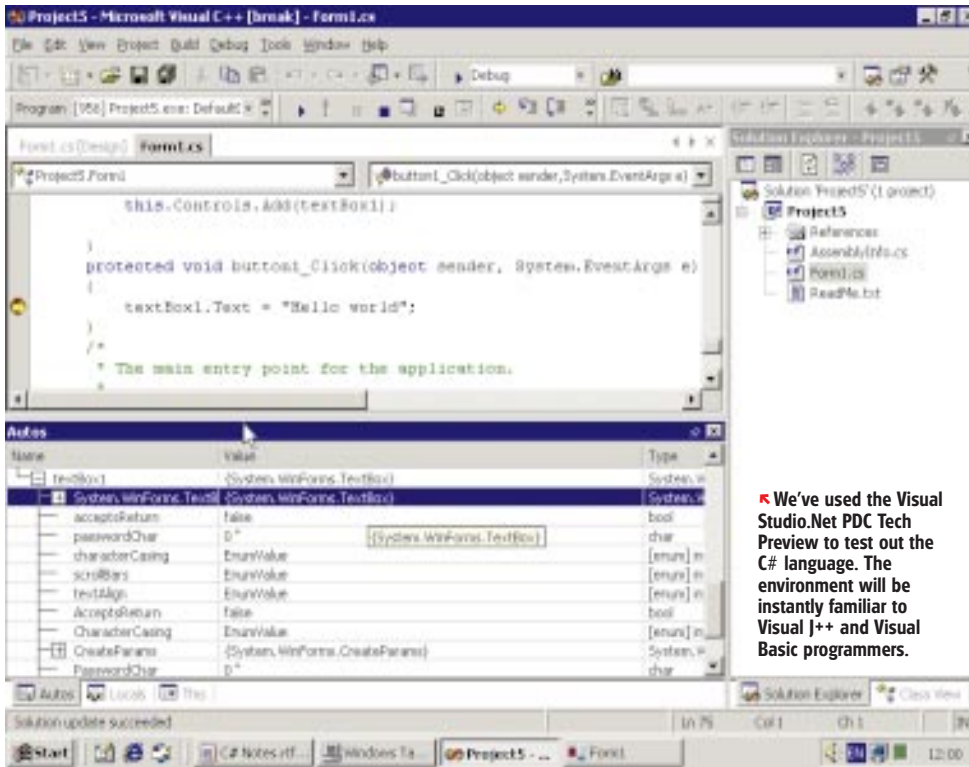 Project5 - Microsoft Visual C++ [break] - Form1.cs
File Edit View Project Build Debug Tools Window Help
Debug
Program [956] Project5.exe: Default
Form1.cs [Design] Form1.cs
Project5.Form1
button1_Click(object sender,System.EventArgs e)
this.Controls.Add(textBox1);
}
protected void button1_Click(object sender, System.EventArgs e)
{
textBox1.Text = "Hello world";
}
/*
* The main entry point for the application.
*
Solution Explorer - Project5
Solution 'Project5' (1 project)
Project5
References
AssemblyInfo.cs
Form1.cs
ReadMe.txt
Autos
Name Value Type
textBox1 {System.WinForms.TextBox} System.W
System.WinForms.TextB {System.WinForms.TextBox} System.W
acceptsReturn false bool
passwordChar 0 '' char
{System.WinForms.TextBox}
characterCasing EnumValue [enum]
scrollBars EnumValue [enum]
textAlign EnumValue [enum]
AcceptsReturn false bool
CharacterCasing EnumValue [enum]
CreateParams {System.WinForms.CreateParams} System.
PasswordChar 0 '' char
Autos Locals This
Solution Explorer Class View
Solution update succeeded Ln 75 Col 1 Ch 1
Start C# Notes.rtf... Windows Ta... Project5 - ... Form1 EN 12:00
We've used the Visual
Studio.Net PDC Tech
Preview to test out the
C# language. The
environment will be
instantly familiar to
Visual J++ and Visual
Basic programmers.